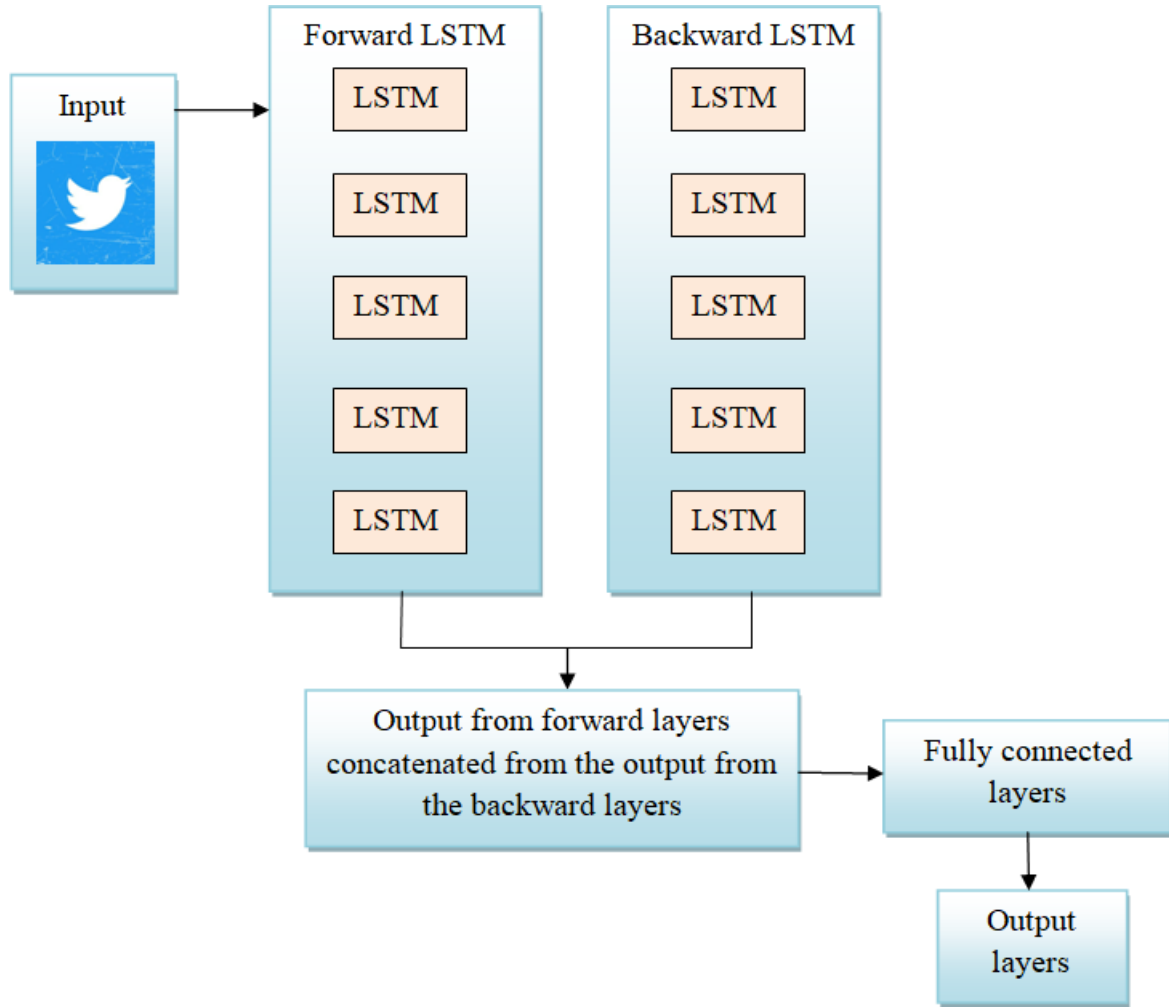 Input
Forward LSTM
LSTM
LSTM
LSTM
LSTM
LSTM
Backward LSTM
LSTM
LSTM
LSTM
LSTM
LSTM
Output from forward layers
concatenated from the output from
the backward layers
Fully connected
layers
Output
layers